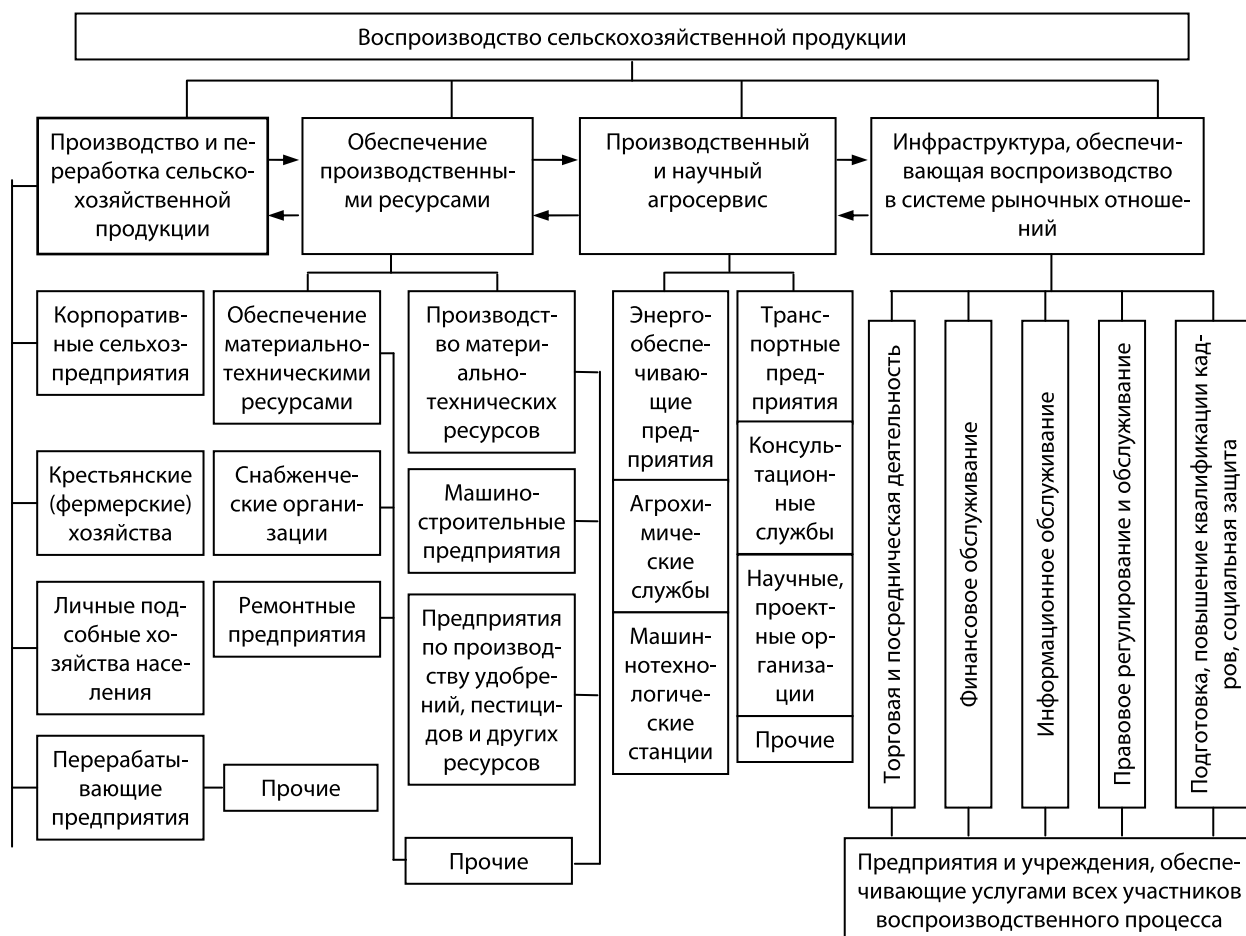 Воспроизводство сельскохозяйственной продукции
Производство и пе-
реработка сельско-
хозяйственной
продукции
Обеспечение
производственны-
ми ресурсами
Производственный
и научный
агросервис
Инфраструктура, обеспечи-
вающая воспроизводство
в системе рыночных отноше-
ний
Корпоратив-
ные сельхоз-
предприятия
Крестьянские
(фермерские)
хозяйства
Личные под-
собные хо-
зяйства насе-
ления
Перерабаты-
вающие
предприятия
Прочие
Обеспечение
материально-
техническими
ресурсами
Снабженче-
ские органи-
зации
Ремонтные
предприятия
Производст-
во матери-
ально-
технических
ресурсов
Машино-
строительные
предприятия
Предприятия
по производ-
ству удобре-
ний, пестици-
дов и других
ресурсов
Прочие
Энерго-
обеспе-
чиваю-
щие пред-
приятия
Агрохи-
миче-
ские
службы
Машин-
нотехно-
логиче-
ские
станции
Транс-
портные
пред-
приятия
Консуль-
тацион-
ные
службы
Научные,
проект-
ные ор-
ганиза-
ции
Прочие
Торговая и посредническая деятельность
Финансовое обслуживание
Информационное обслуживание
Правовое регулирование и обслуживание
Подготовка, повышение квалификации кад-
ров, социальная защита
Предприятия и учреждения, обеспе-
чивающие услугами всех участников
воспроизводственного процесса